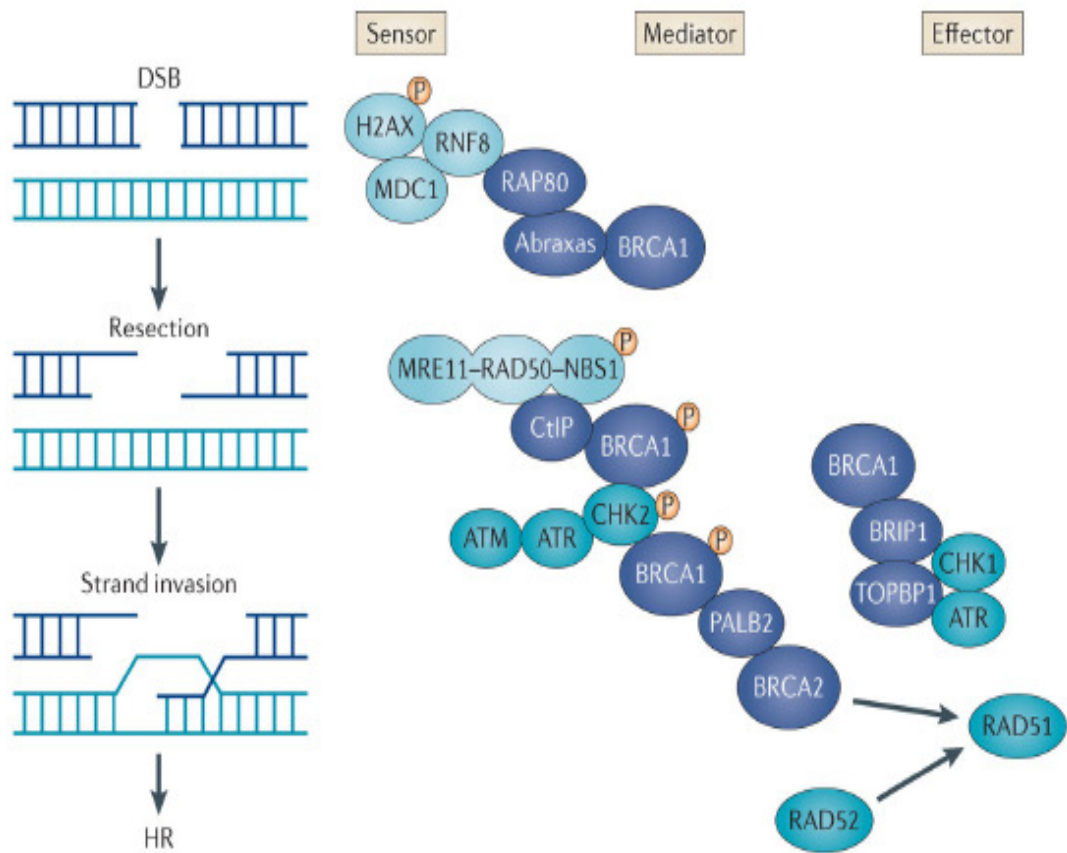 Sensor
Mediator
Effector
DSB
P
H2AX
RNF8
MDC1
RAP80
Abraxas
BRCA1
Resection
P
MRE11–RAD50–NBS1
CtIP
BRCA1
P
ATM
ATR
CHK2
P
BRCA1
P
PALB2
BRCA2
BRCA1
BRIP1
CHK1
TOPBP1
ATR
Strand invasion
RAD51
RAD52
HR